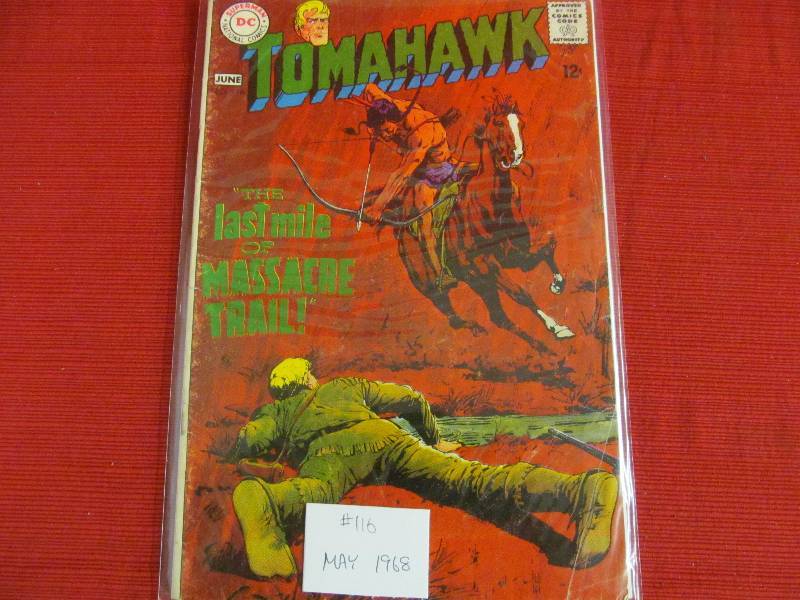 SUPERMAN
DC
NATIONAL COMICS
APPROVED
BY THE
COMICS
CODE
AUTHORITY
TOMAHAWK
JUNE
12¢
"THE
last mile
OF
MASSACRE
TRAIL!"
#116
MAY 1968